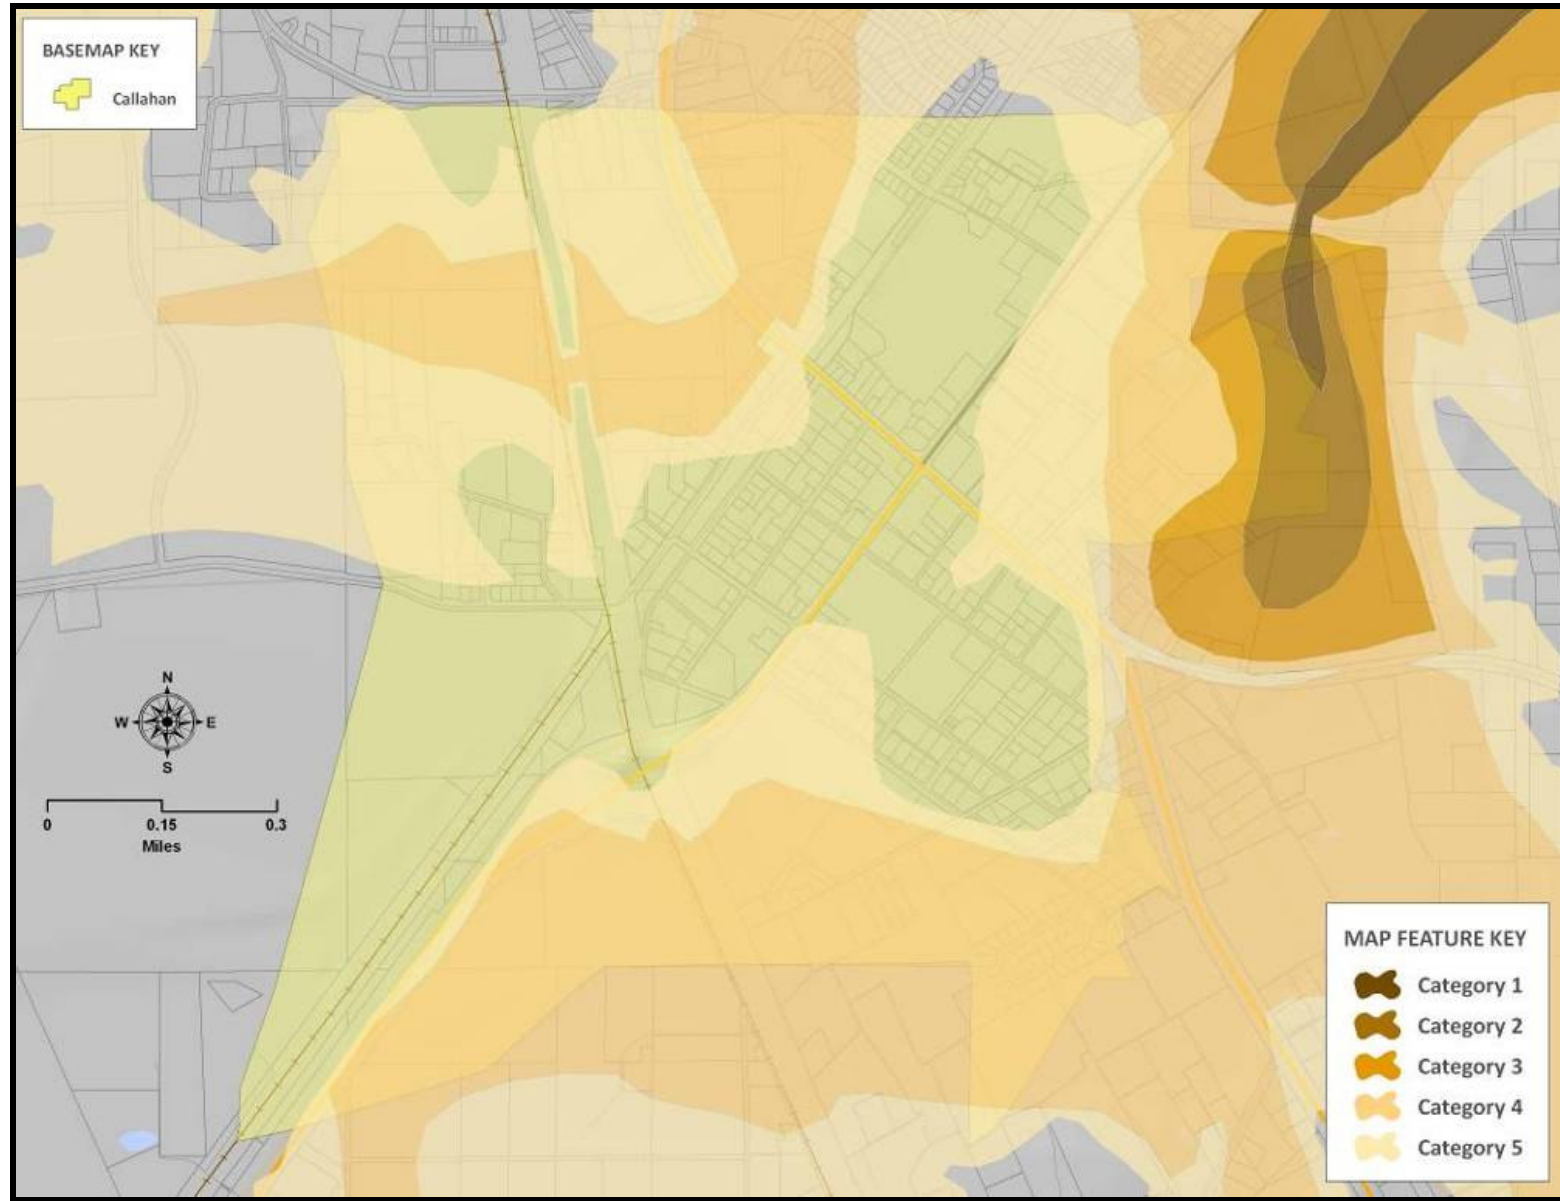 BASEMAP KEY
Callahan
N
W E
S
0 0.15 0.3
Miles
MAP FEATURE KEY
Category 1
Category 2
Category 3
Category 4
Category 5